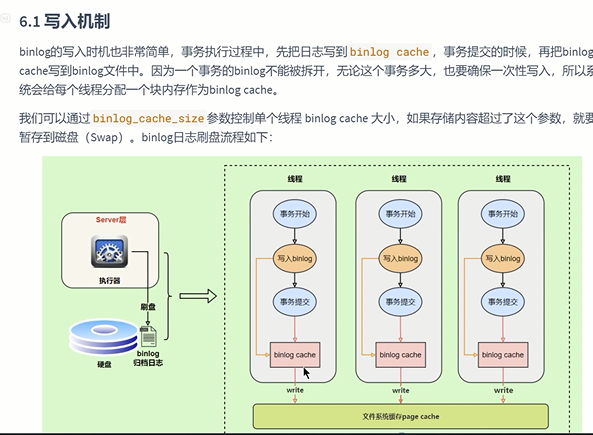 6.1 写入机制
binlog的写入时机也非常简单，事务执行过程中，先把日志写到 binlog cache ，事务提交的时候，再把binlog
cache写到binlog文件中。因为一个事务的binlog不能被拆开，无论这个事务多大，也要确保一次性写入，所以系
统会给每个线程分配一个块内存作为binlog cache。
我们可以通过 binlog_cache_size 参数控制单个线程 binlog cache 大小，如果存储内容超过了这个参数，就要
暂存到磁盘（Swap）。binlog日志刷盘流程如下：
Server层
执行器
刷盘
硬盘
binlog
归档日志
线程
事务开始
写入binlog
事务提交
binlog cache
write
线程
事务开始
写入binlog
事务提交
binlog cache
write
线程
事务开始
写入binlog
事务提交
binlog cache
write
文件系统缓存page cache